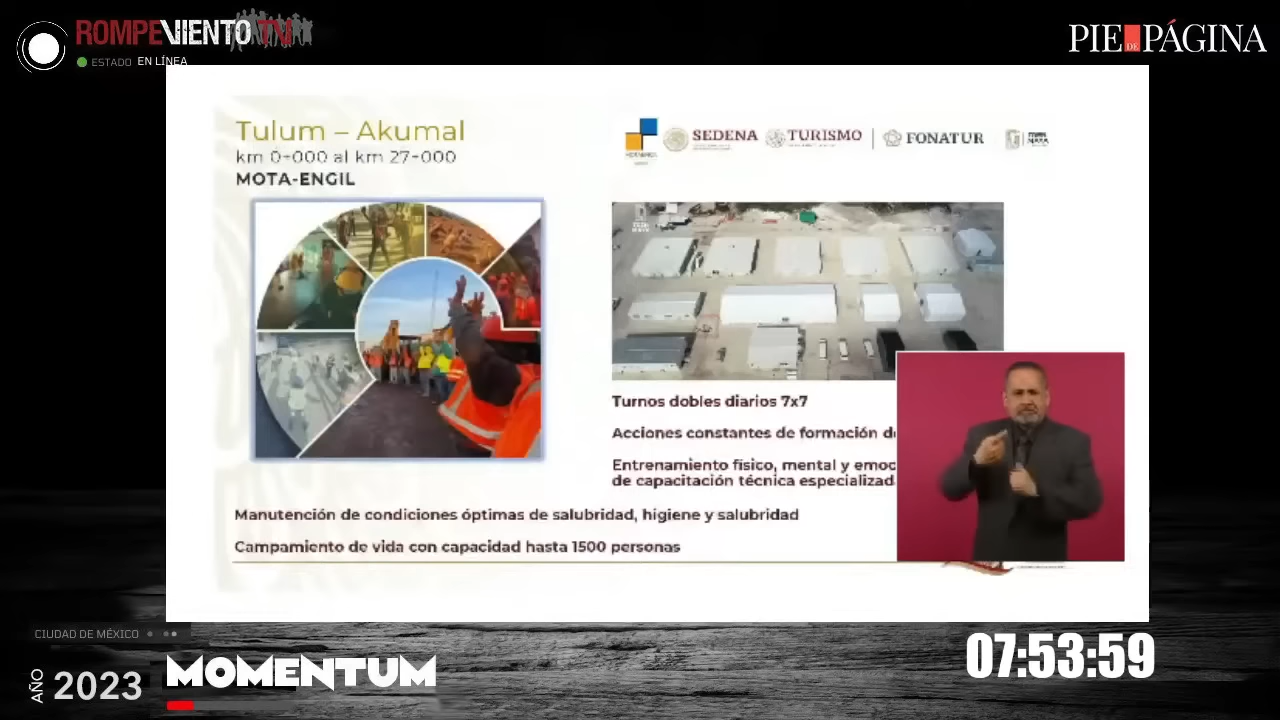 ROMPEVIENTO TV
ESTADO EN LÍNEA
PIE DE PÁGINA
Tulum – Akumal
km 0+000 al km 27+000
MOTA-ENGIL
SEDENA
TURISMO
FONATUR
TREN MAYA
Turnos dobles diarios 7x7
Acciones constantes de formación
Entrenamiento físico, mental y emoc
de capacitación técnica especializad
Manutención de condiciones óptimas de salubridad, higiene y salubridad
Campamiento de vida con capacidad hasta 1500 personas
CIUDAD DE MÉXICO
AÑO 2023
MOMENTUM
07:53:59